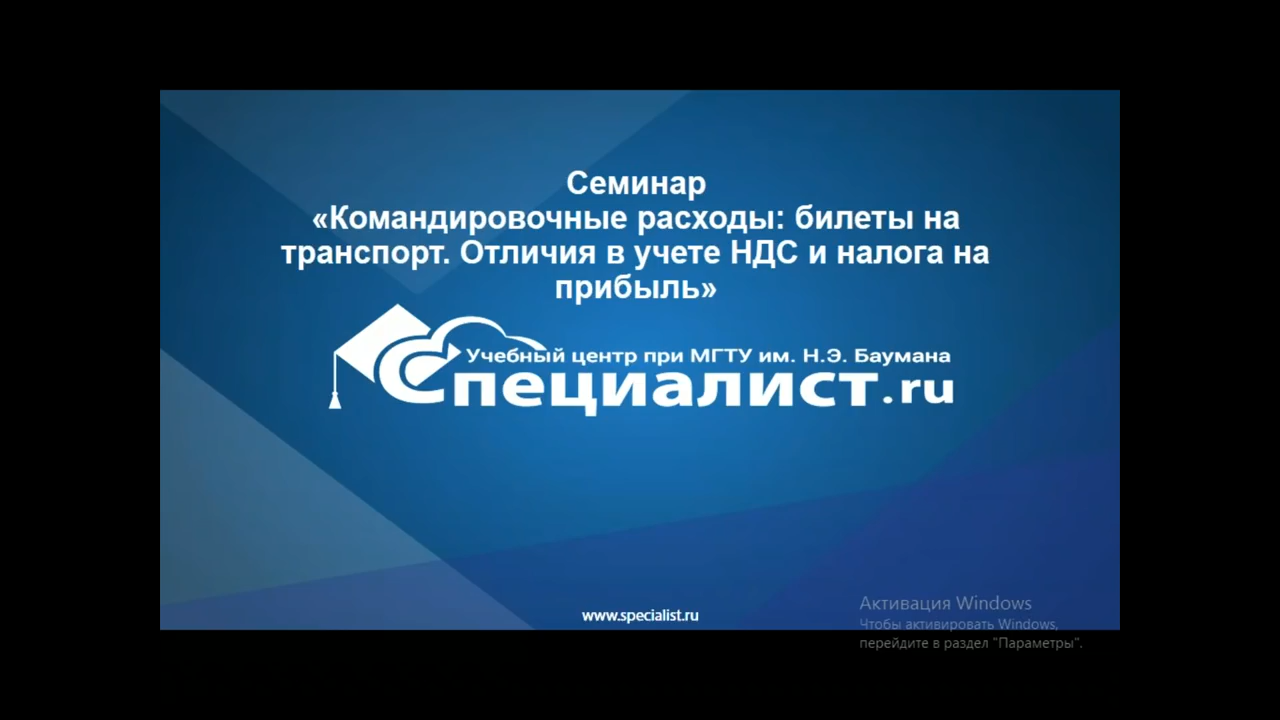 Семинар
«Командировочные расходы: билеты на
транспорт. Отличия в учете НДС и налога на
прибыль»
Учебный центр при МГТУ им. Н.Э. Баумана
Специалист.ru
www.specialist.ru
Активация Windows
Чтобы активировать Windows,
перейдите в раздел "Параметры".